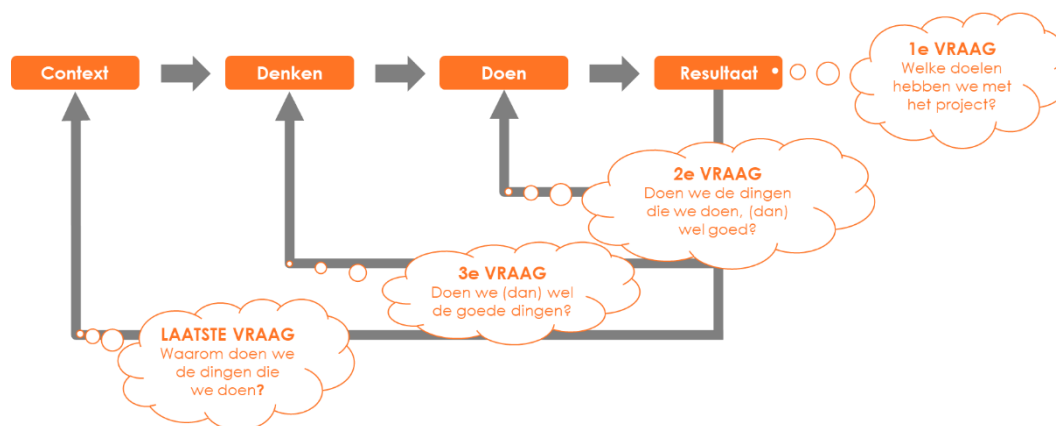 Context
Denken
Doen
Resultaat
1e VRAAG
Welke doelen
hebben we met
het project?
2e VRAAG
Doen we de dingen
die we doen, (dan)
wel goed?
3e VRAAG
Doen we (dan) wel
de goede dingen?
LAATSTE VRAAG
Waarom doen we
de dingen die
we doen?